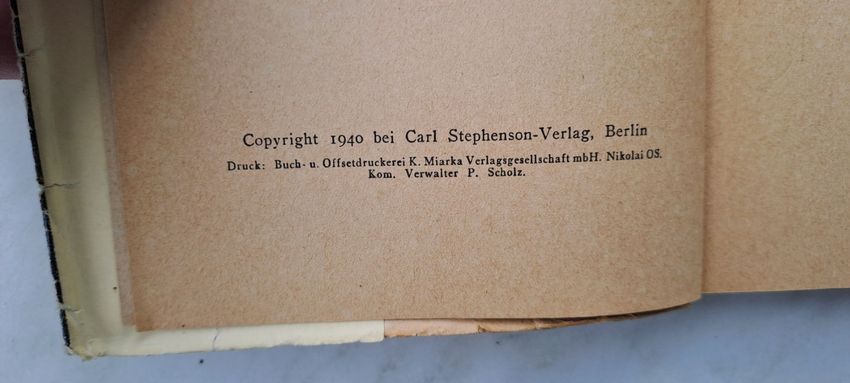 Copyright 1940 bei Carl Stephenson-Verlag, Berlin
Druck: Buch- u. Offsetdruckerei K. Miarka Verlagsgesellschaft mbH. Nikolai OS.
Kom. Verwalter P. Scholz.